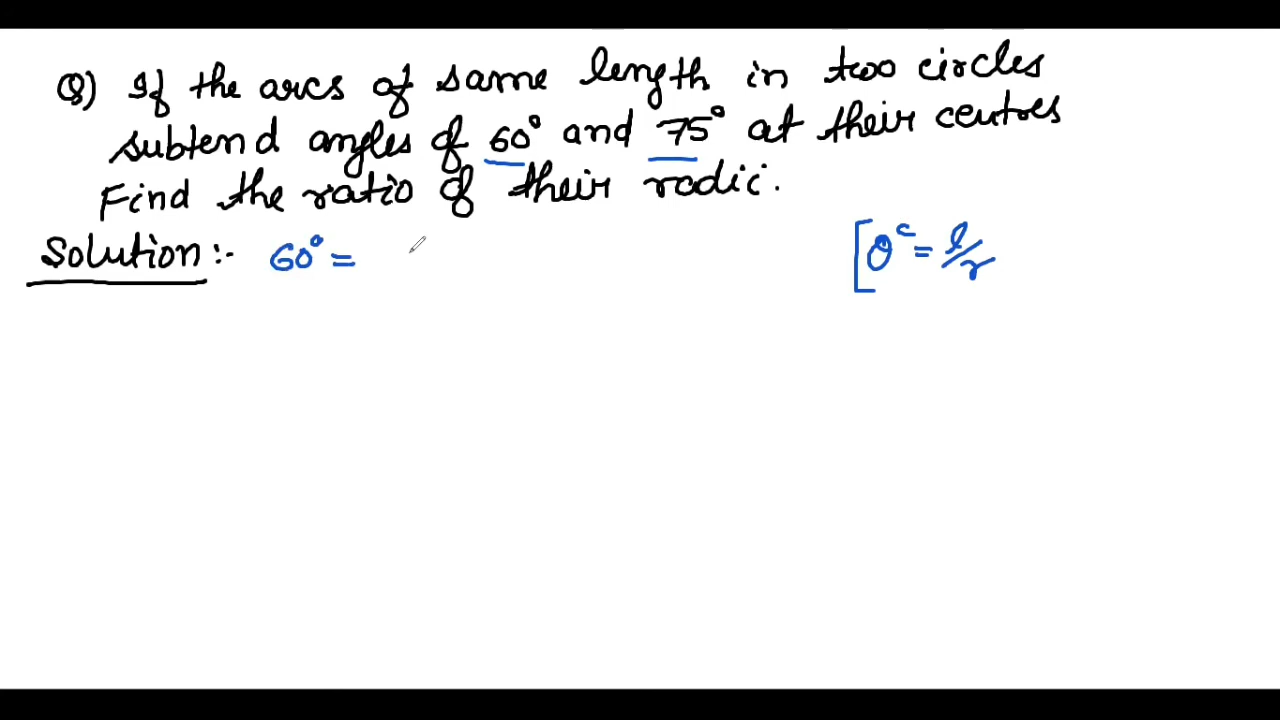 Q) If the arcs of same length in two circles
subtend angles of 60° and 75° at their centres
Find the ratio of their radii.
Solution :- 60° = [θᶜ = l/r